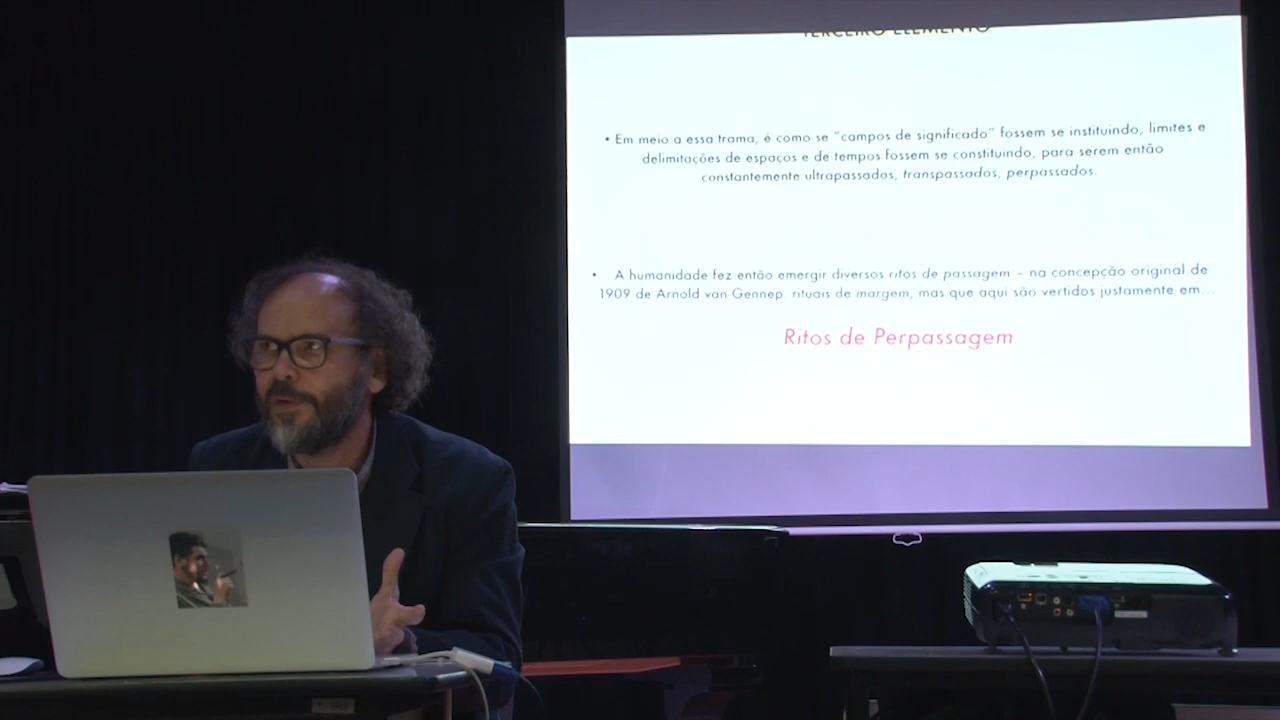 TERCEIRO ELEMENTO
• Em meio a essa trama, é como se "campos de significado" fossem se instituindo, limites e
delimitações de espaços e de tempos fossem se constituindo, para serem então
constantemente ultrapassados, transpassados, perpassados.
• A humanidade fez então emergir diversos ritos de passagem – na concepção original de
1909 de Arnold van Gennep: rituais de margem, mas que aqui são vertidos justamente em...
Ritos de Perpassagem